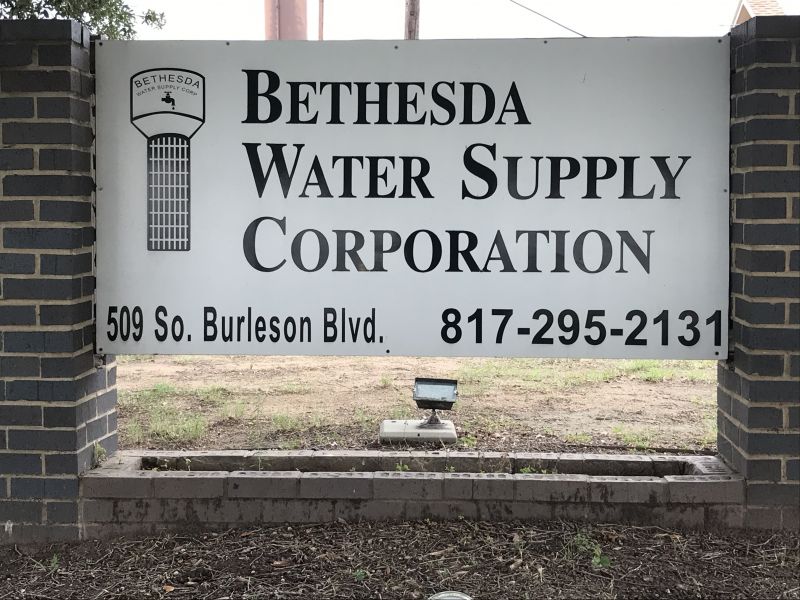 BETHESDA
WATER SUPPLY CORP
BETHESDA
WATER SUPPLY
CORPORATION
509 So. Burleson Blvd. 817-295-2131